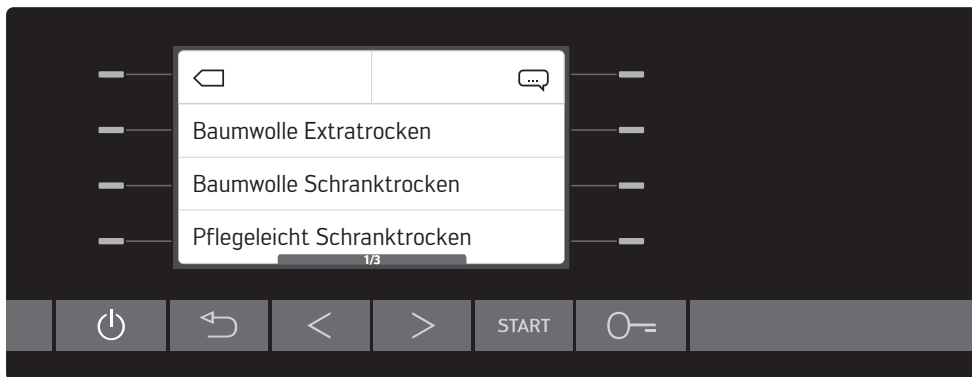 Baumwolle Extratrocken
Baumwolle Schranktrocken
Pflegeleicht Schranktrocken
1/3
START